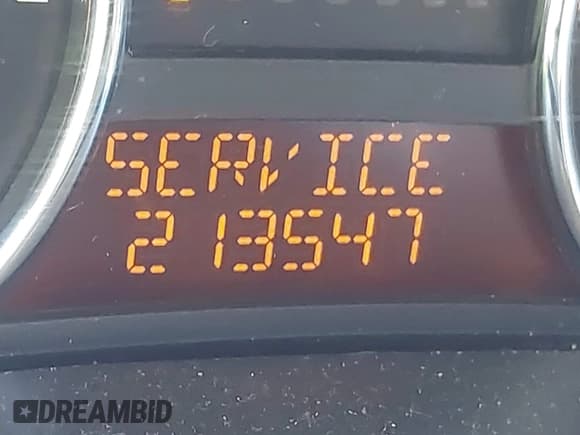 SERVICE
213547
DREAMBID